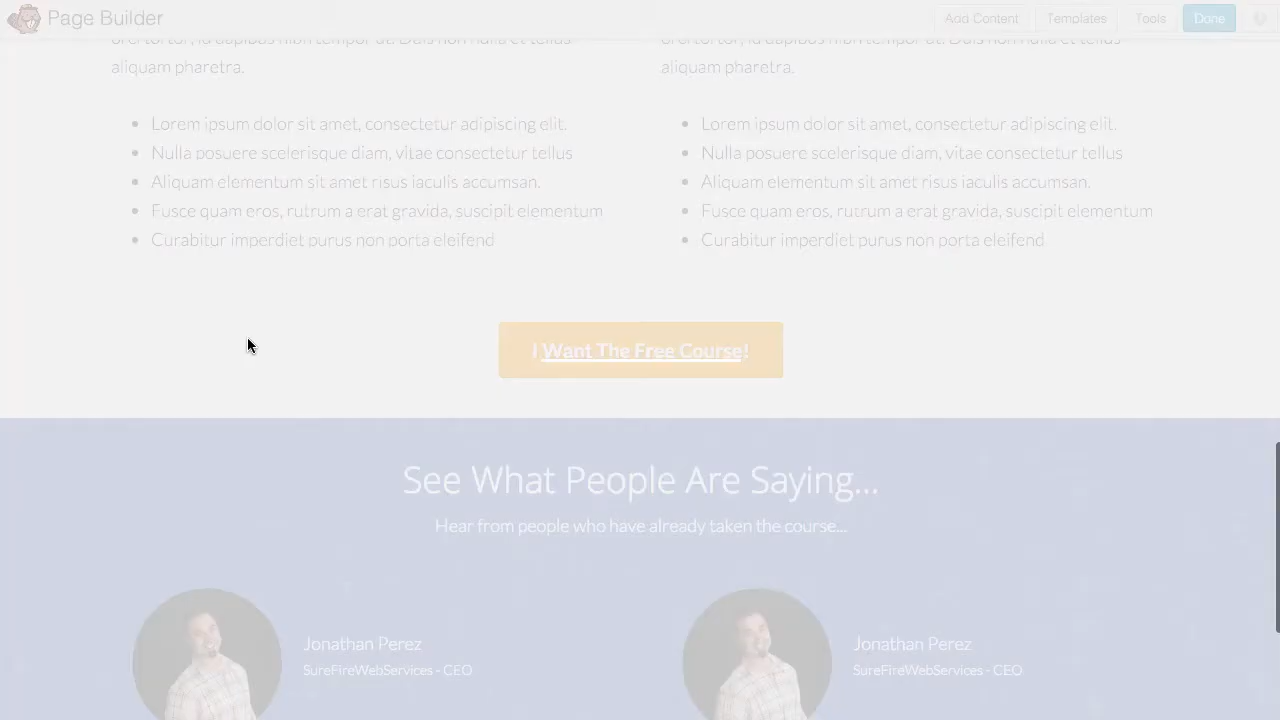 Page Builder
Add Content
Templates
Tools
Done
aliquam pharetra.
aliquam pharetra.
Lorem ipsum dolor sit amet, consectetur adipiscing elit.
Nulla posuere scelerisque diam, vitae consectetur tellus
Aliquam elementum sit amet risus iaculis accumsan.
Fusce quam eros, rutrum a erat gravida, suscipit elementum
Curabitur imperdiet purus non porta eleifend
Lorem ipsum dolor sit amet, consectetur adipiscing elit.
Nulla posuere scelerisque diam, vitae consectetur tellus
Aliquam elementum sit amet risus iaculis accumsan.
Fusce quam eros, rutrum a erat gravida, suscipit elementum
Curabitur imperdiet purus non porta eleifend
I Want The Free Course!
See What People Are Saying...
Hear from people who have already taken the course...
Jonathan Perez
SureFireWebServices - CEO
Jonathan Perez
SureFireWebServices - CEO